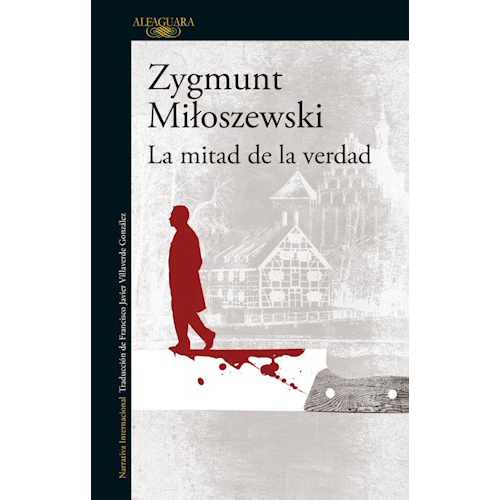 ALFAGUARA
Zygmunt
Miłoszewski
La mitad de la verdad
Narrativa Internacional Traducción de Francisco Javier Villaverde González